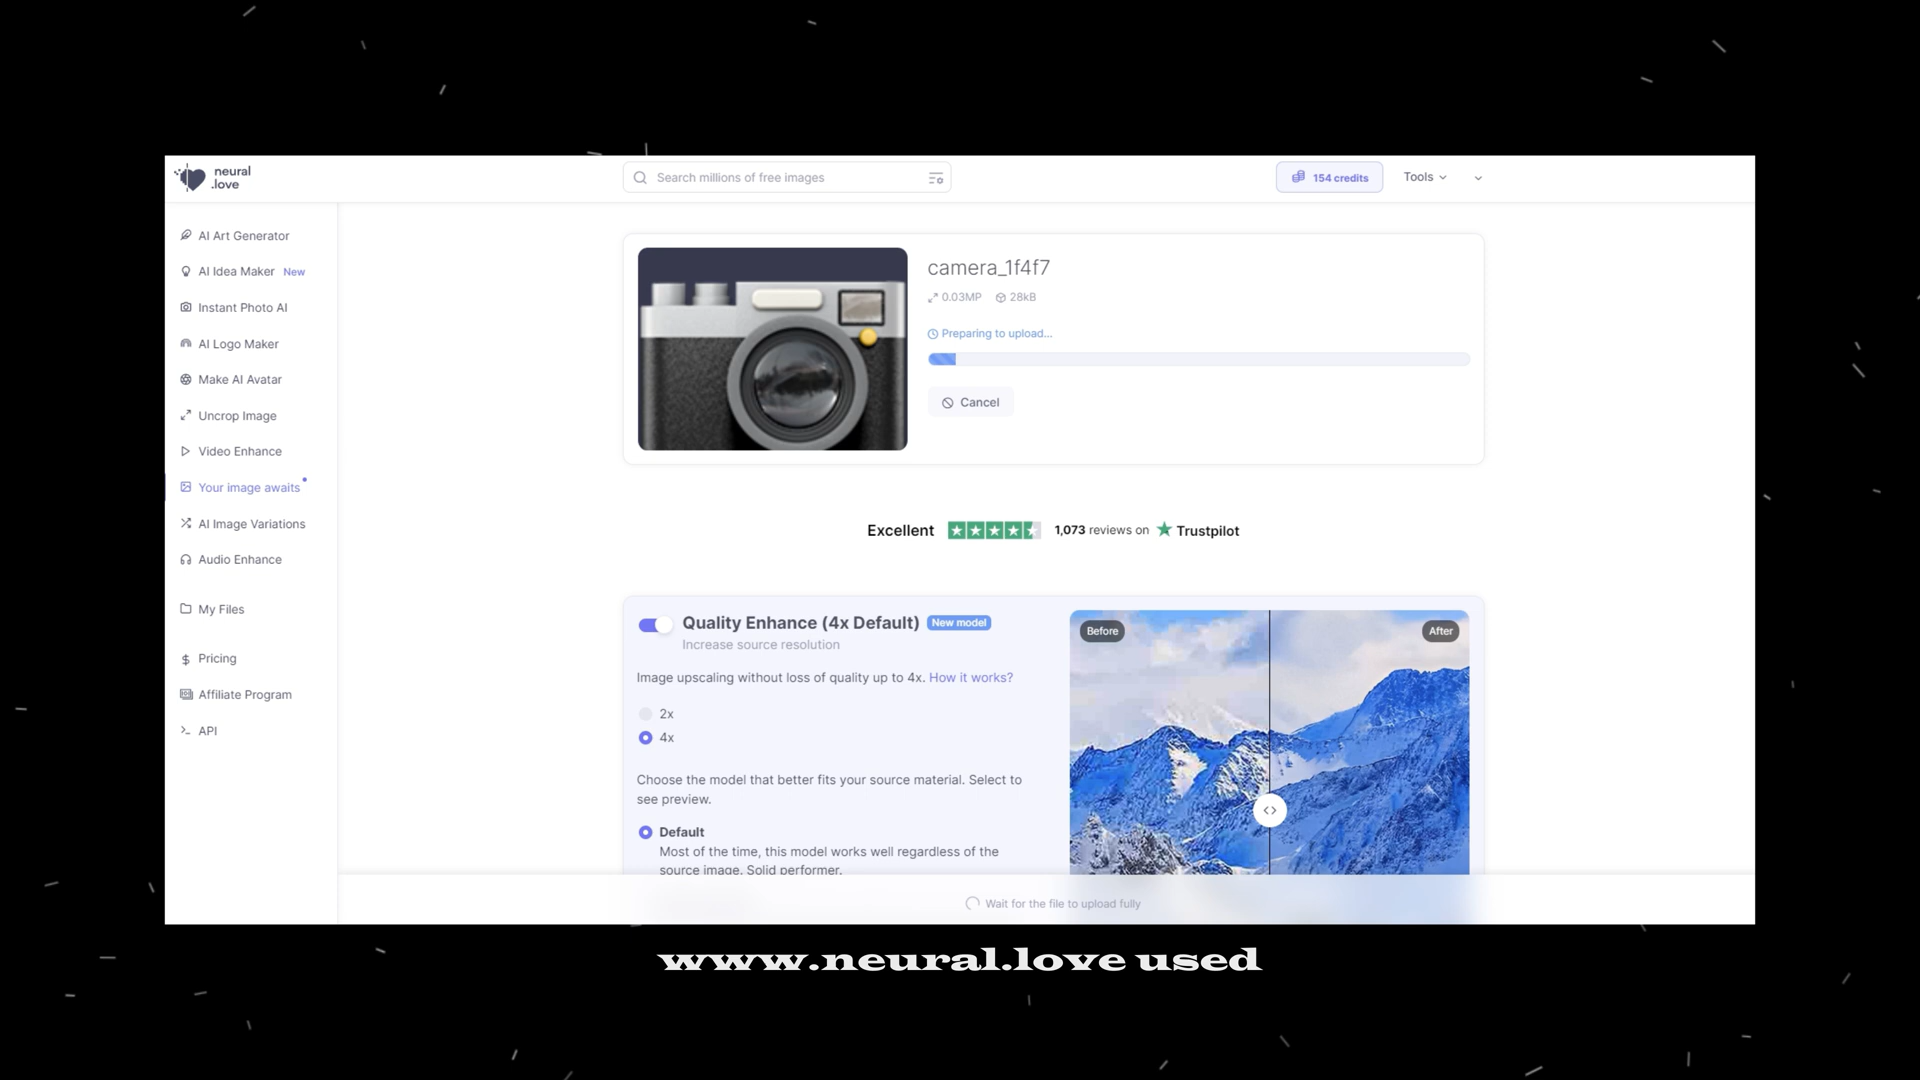 neural
.love
Search millions of free images
154 credits
Tools
AI Art Generator
AI Idea Maker New
Instant Photo AI
AI Logo Maker
Make AI Avatar
Uncrop Image
Video Enhance
Your image awaits
AI Image Variations
Audio Enhance
My Files
Pricing
Affiliate Program
API
camera_1f4f7
0.03MP 28kB
Preparing to upload...
Cancel
Excellent 1,073 reviews on Trustpilot
Quality Enhance (4x Default) New model
Increase source resolution
Image upscaling without loss of quality up to 4x. How it works?
2x
4x
Choose the model that better fits your source material. Select to
see preview.
Default
Most of the time, this model works well regardless of the
source image. Solid performer.
Before
After
Wait for the file to upload fully
www.neural.love used